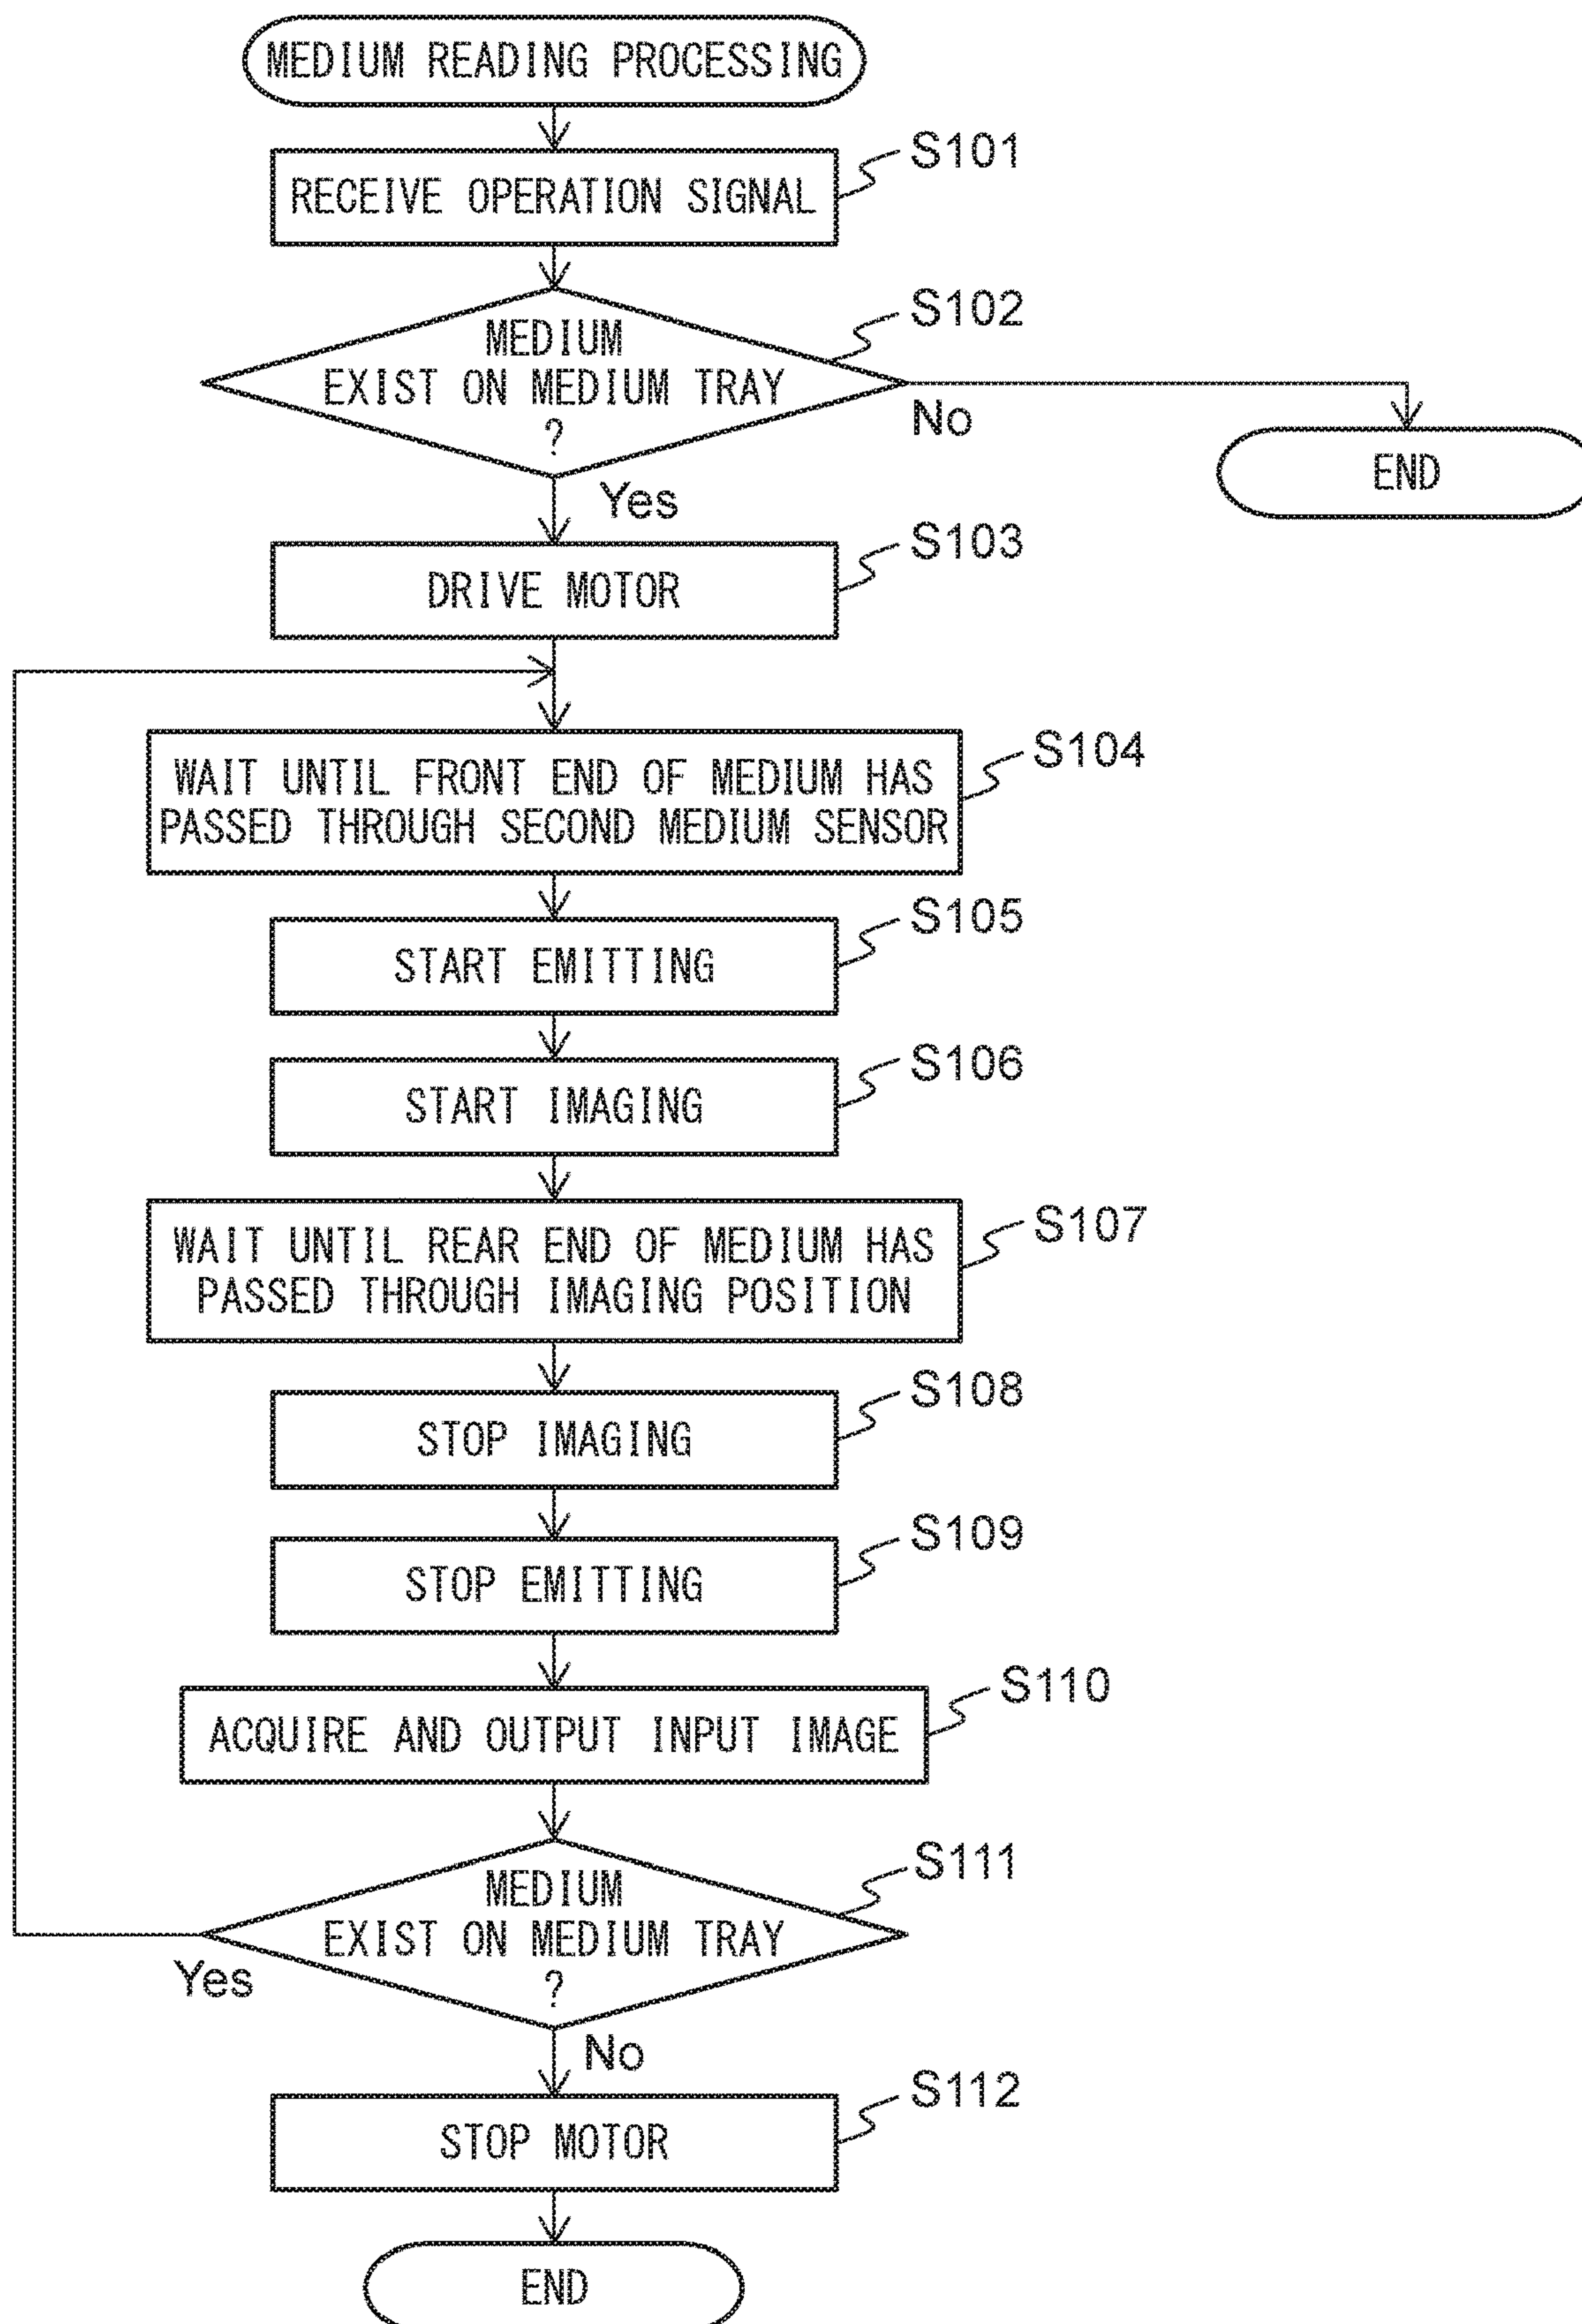 MEDIUM READING PROCESSING
S101
RECEIVE OPERATION SIGNAL
S102
MEDIUM
EXIST ON MEDIUM TRAY
?
No
END
Yes
S103
DRIVE MOTOR
S104
WAIT UNTIL FRONT END OF MEDIUM HAS
PASSED THROUGH SECOND MEDIUM SENSOR
S105
START EMITTING
S106
START IMAGING
S107
WAIT UNTIL REAR END OF MEDIUM HAS
PASSED THROUGH IMAGING POSITION
S108
STOP IMAGING
S109
STOP EMITTING
S110
ACQUIRE AND OUTPUT INPUT IMAGE
S111
MEDIUM
EXIST ON MEDIUM TRAY
?
Yes
No
S112
STOP MOTOR
END